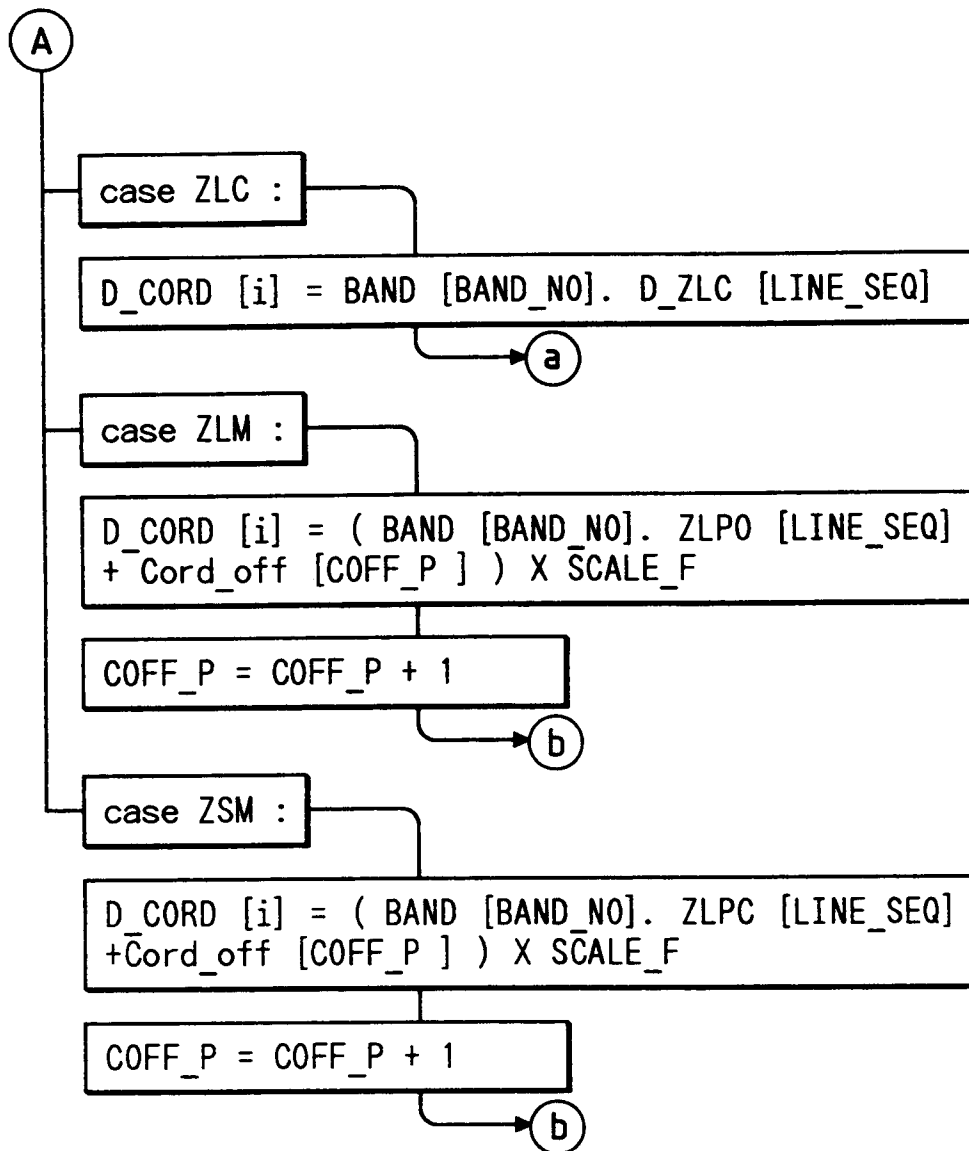 A
case ZLC :
D_CORD [i] = BAND [BAND_NO]. D_ZLC [LINE_SEQ]
a
case ZLM :
D_CORD [i] = ( BAND [BAND_NO]. ZLPO [LINE_SEQ]
+ Cord_off [COFF_P ] ) X SCALE_F
COFF_P = COFF_P + 1
b
case ZSM :
D_CORD [i] = ( BAND [BAND_NO]. ZLPC [LINE_SEQ]
+Cord_off [COFF_P ] ) X SCALE_F
COFF_P = COFF_P + 1
b